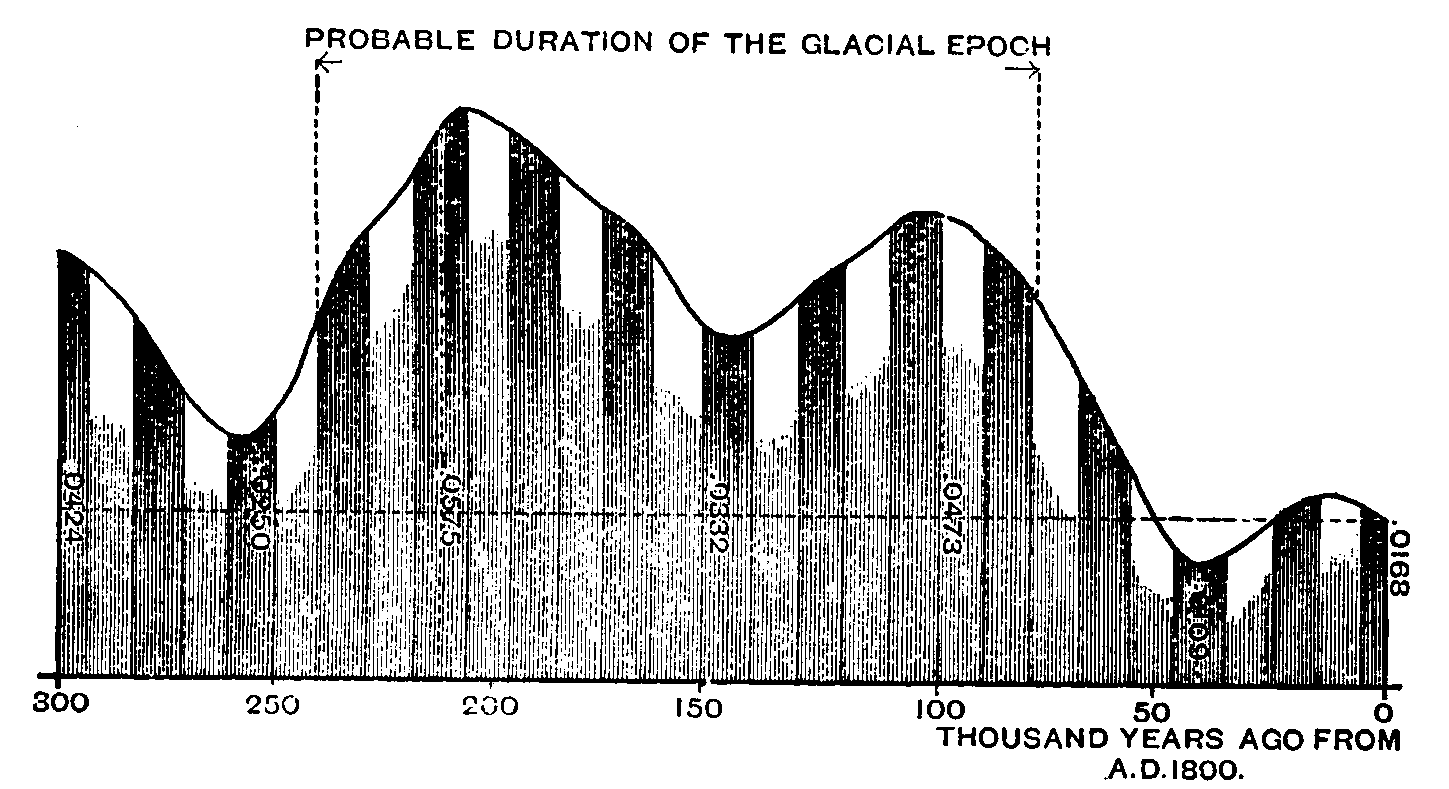 PROBABLE DURATION OF THE GLACIAL EPOCH
.0424
.0575
.0332
.0473
.0168
300 250 200 150 100 50 0
THOUSAND YEARS AGO FROM
A.D.1800.